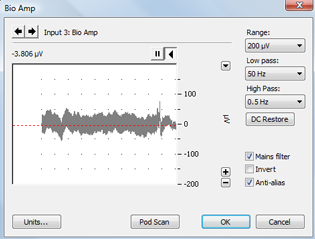 Bio Amp
Input 3: Bio Amp
-3.806 µV
Range:
200 µV
Low pass:
50 Hz
High Pass:
0.5 Hz
DC Restore
100
0
-100
-200
µV
Mains filter
Invert
Anti-alias
Units...
Pod Scan
OK
Cancel